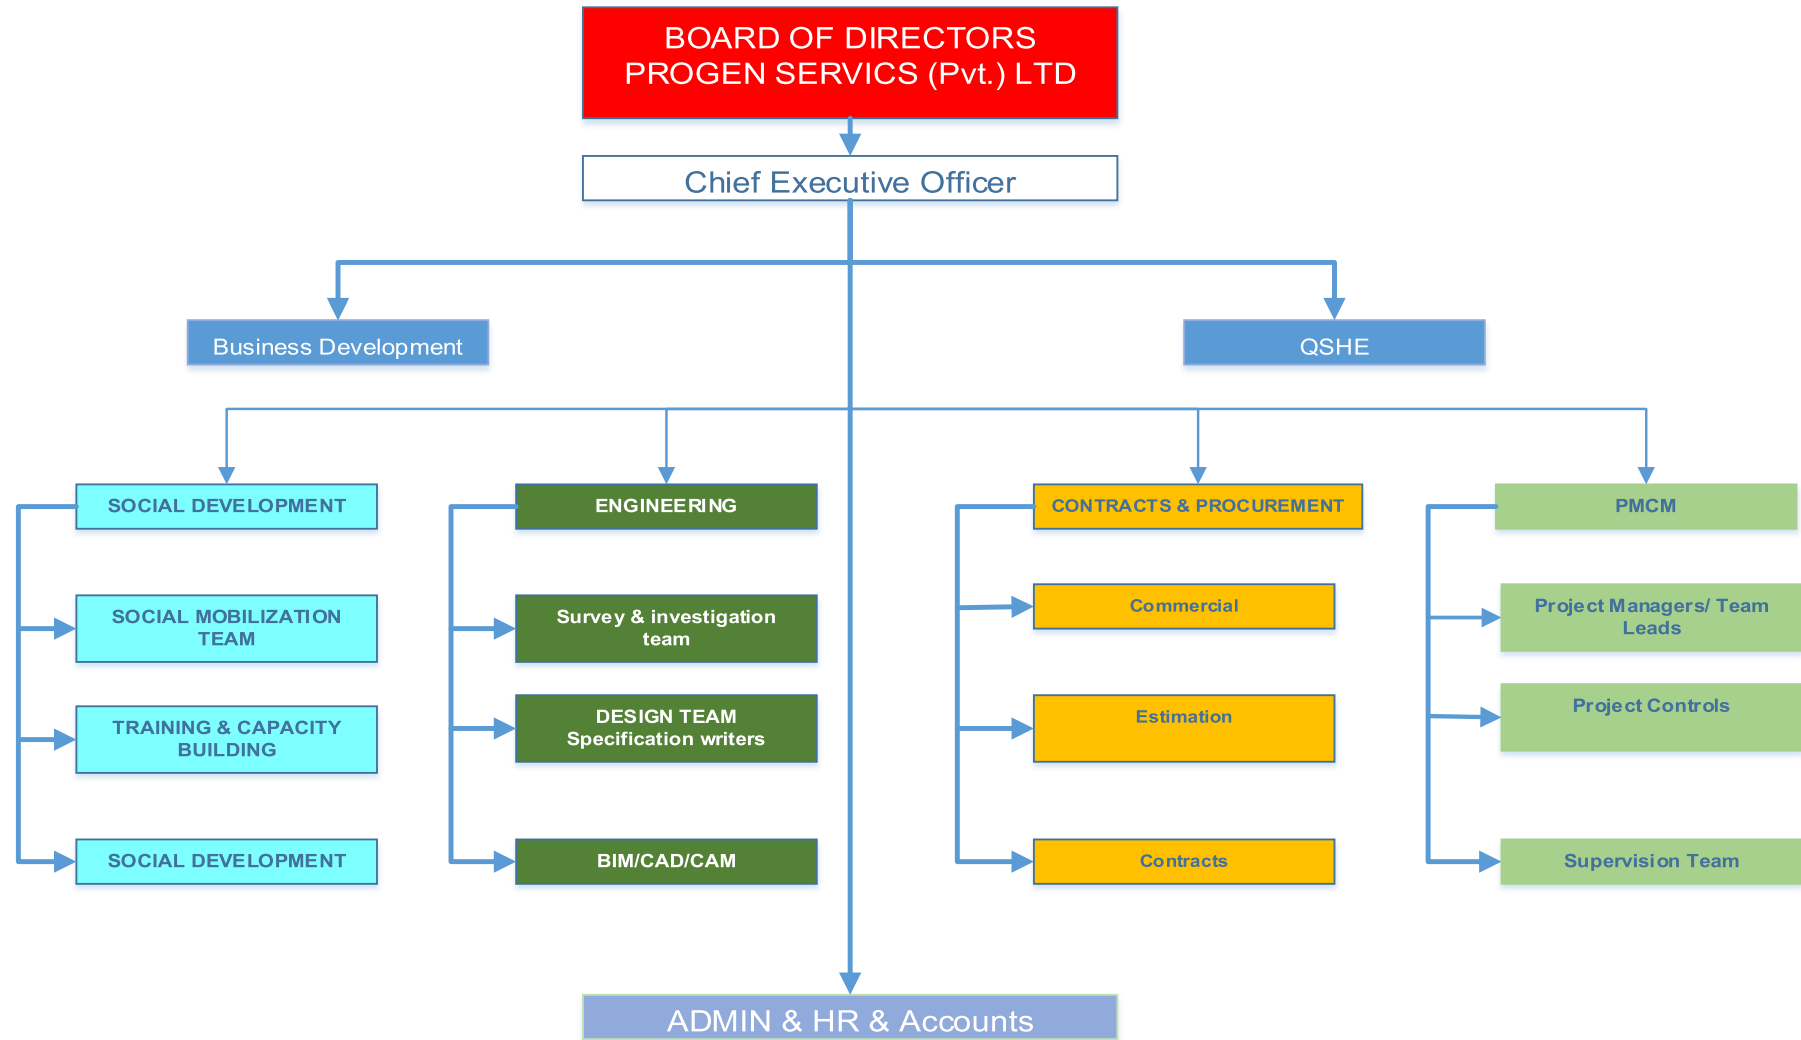 BOARD OF DIRECTORS
PROGEN SERVICS (Pvt.) LTD
Chief Executive Officer
Business Development
QSHE
SOCIAL DEVELOPMENT
ENGINEERING
CONTRACTS & PROCUREMENT
PMCM
SOCIAL MOBILIZATION
TEAM
Survey & investigation
team
Commercial
Project Managers/ Team
Leads
TRAINING & CAPACITY
BUILDING
DESIGN TEAM
Specification writers
Estimation
Project Controls
SOCIAL DEVELOPMENT
BIM/CAD/CAM
Contracts
Supervision Team
ADMIN & HR & Accounts